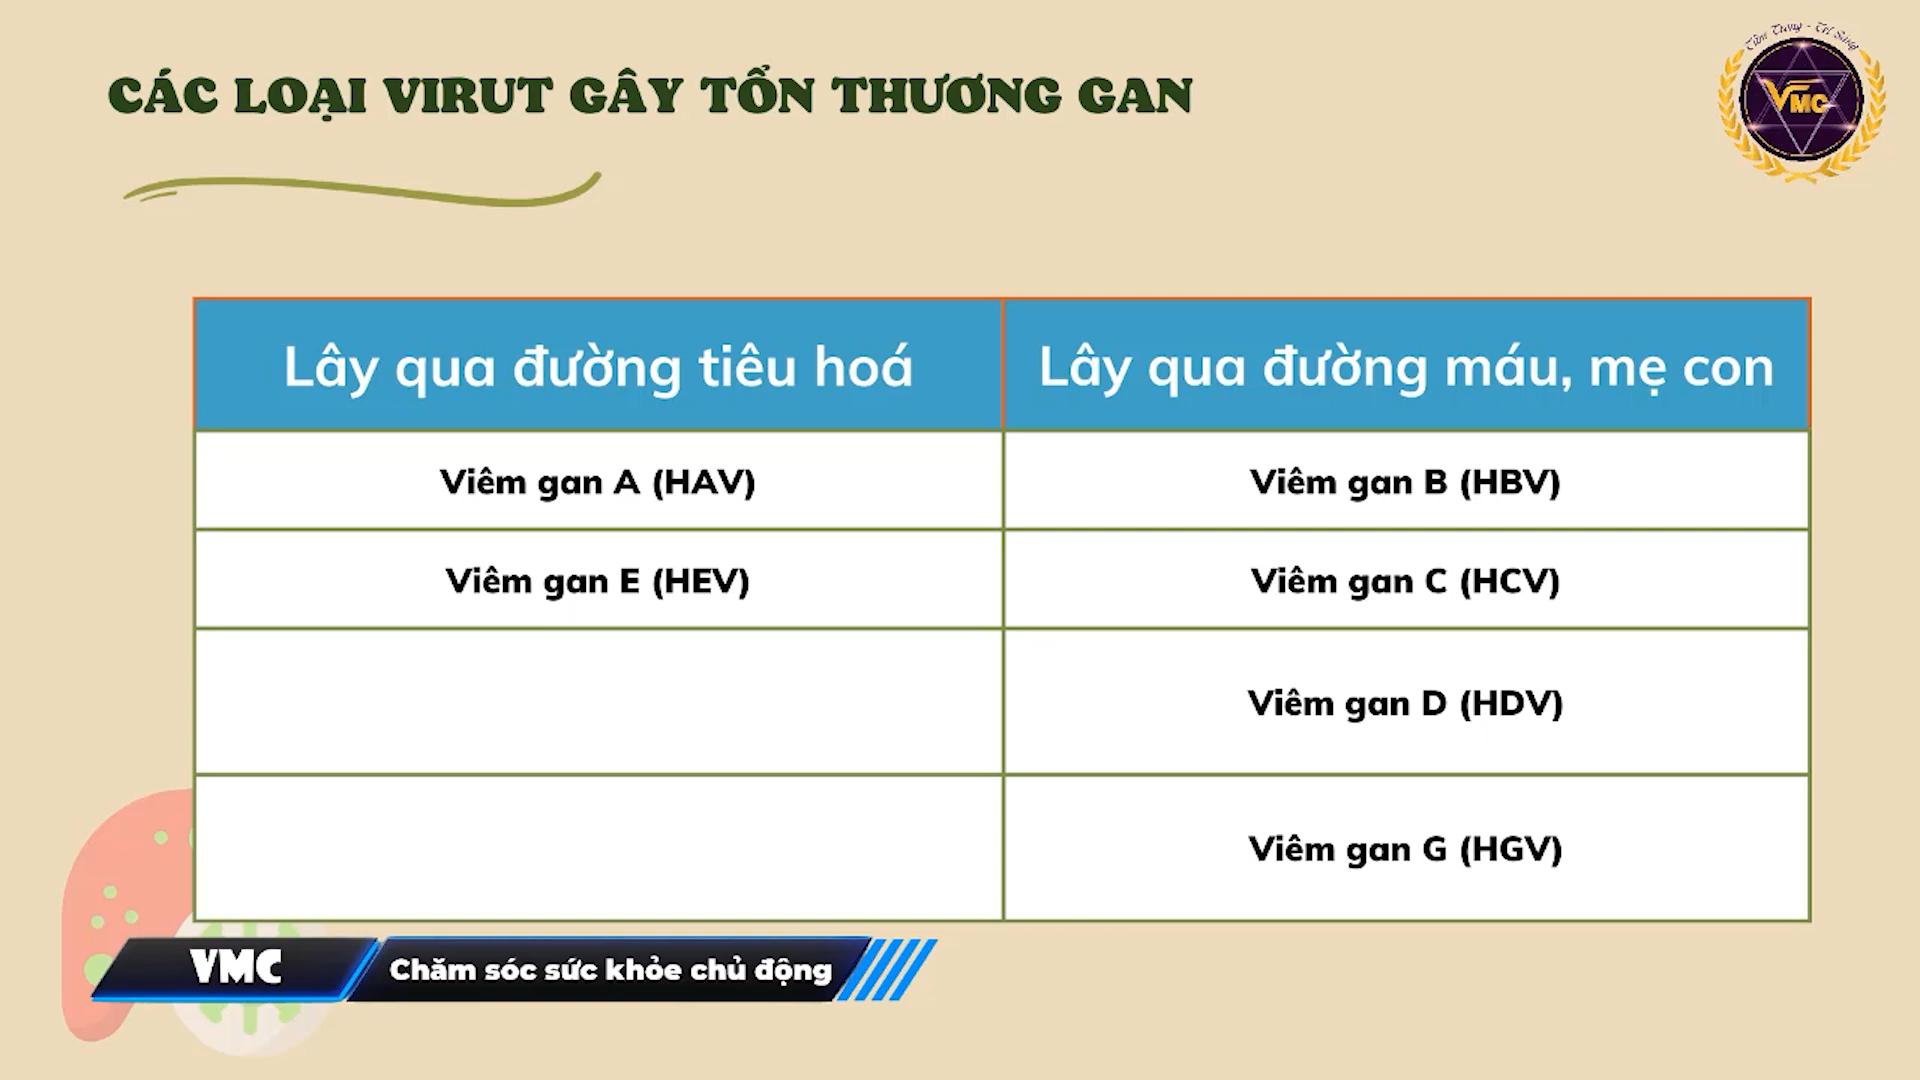 CÁC LOẠI VIRUT GÂY TỔN THƯƠNG GAN
VMC
Lây qua đường tiêu hoá
Lây qua đường máu, mẹ con
Viêm gan A (HAV)
Viêm gan B (HBV)
Viêm gan E (HEV)
Viêm gan C (HCV)
Viêm gan D (HDV)
Viêm gan G (HGV)
VMC
Chăm sóc sức khỏe chủ động